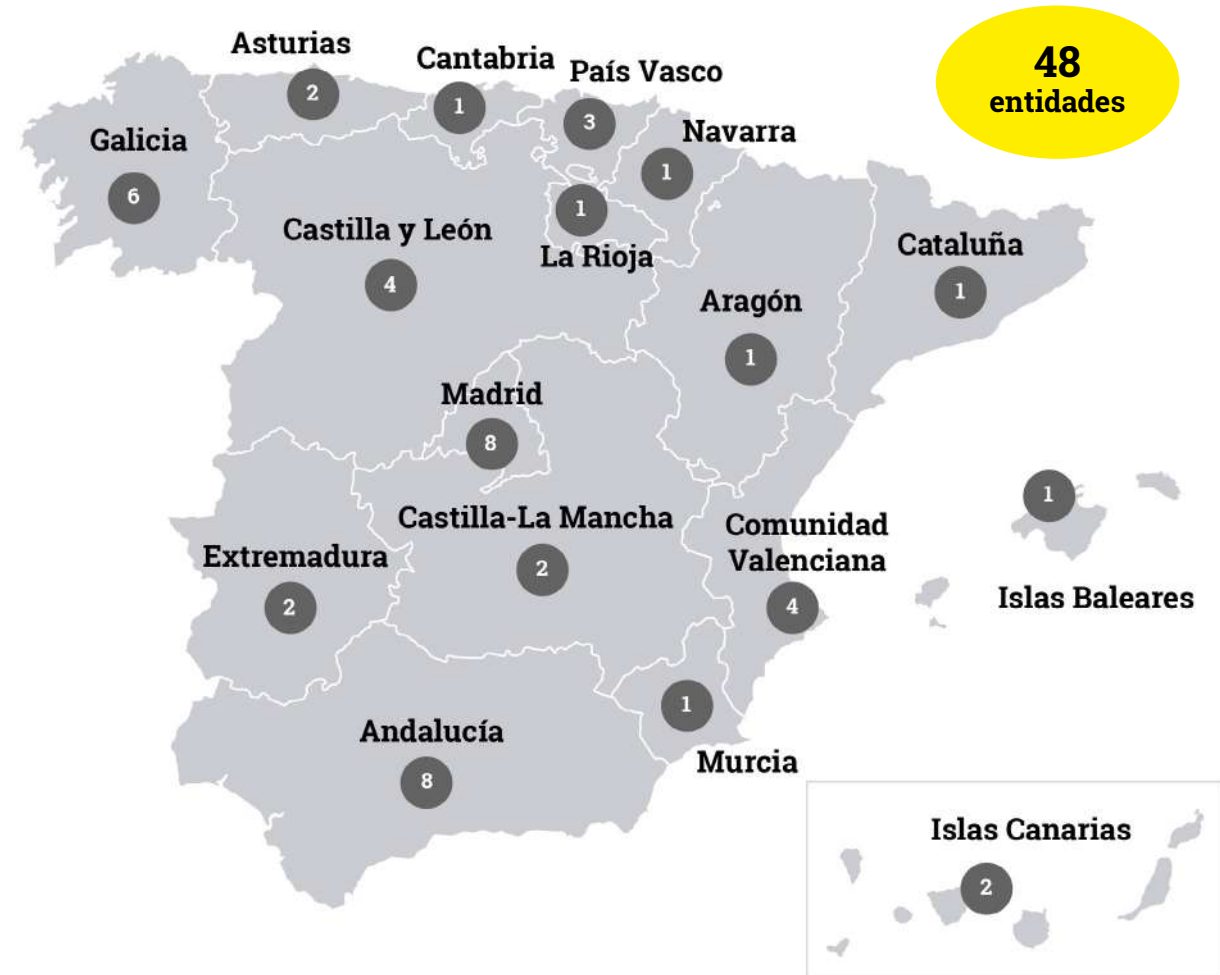 48
entidades
Asturias
2
Cantabria
1
País Vasco
3
Navarra
1
Galicia
6
Castilla y León
4
1
La Rioja
Cataluña
1
Aragón
1
Madrid
8
Castilla-La Mancha
2
Comunidad
Valenciana
4
1
Islas Baleares
Extremadura
2
Andalucía
8
1
Murcia
Islas Canarias
2